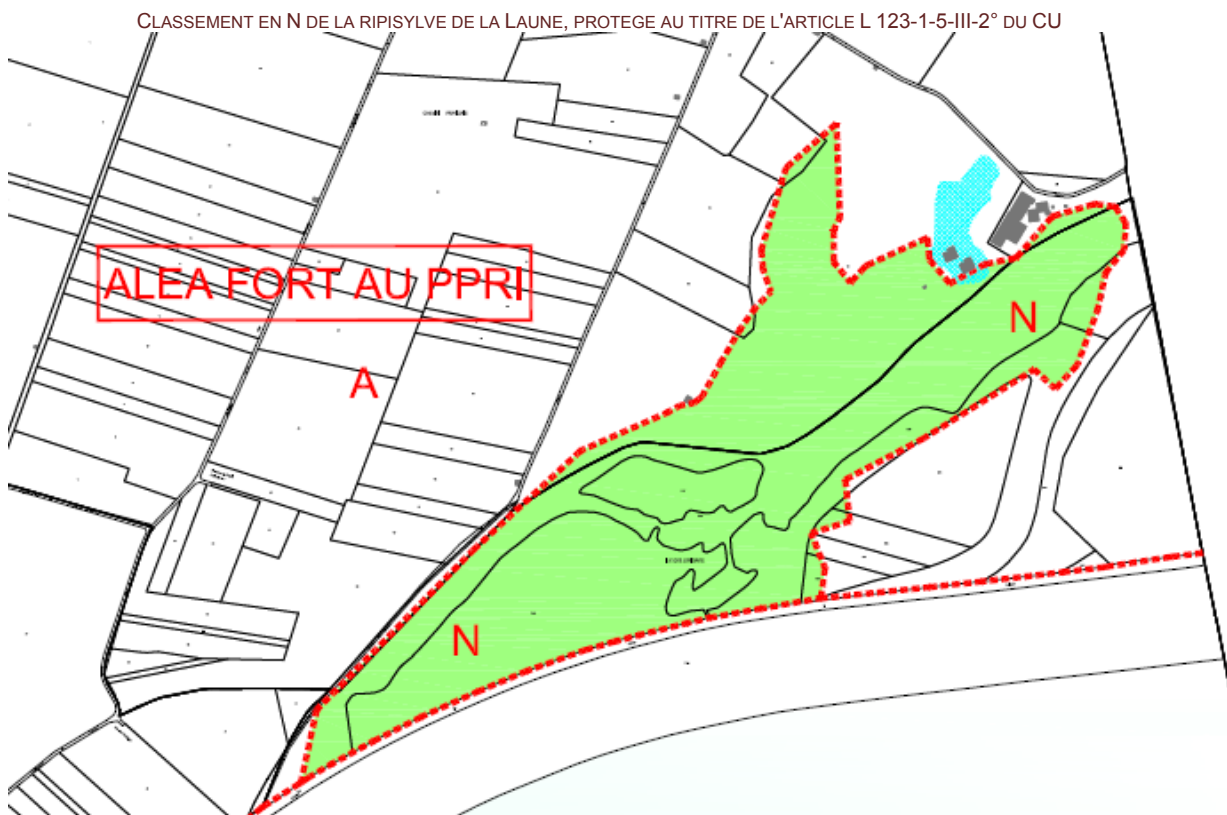 CLASSEMENT EN N DE LA RIPISYLVE DE LA LAUNE, PROTEGE AU TITRE DE L'ARTICLE L 123-1-5-III-2° DU CU
ALEA FORT AU PPRI
N
A
N